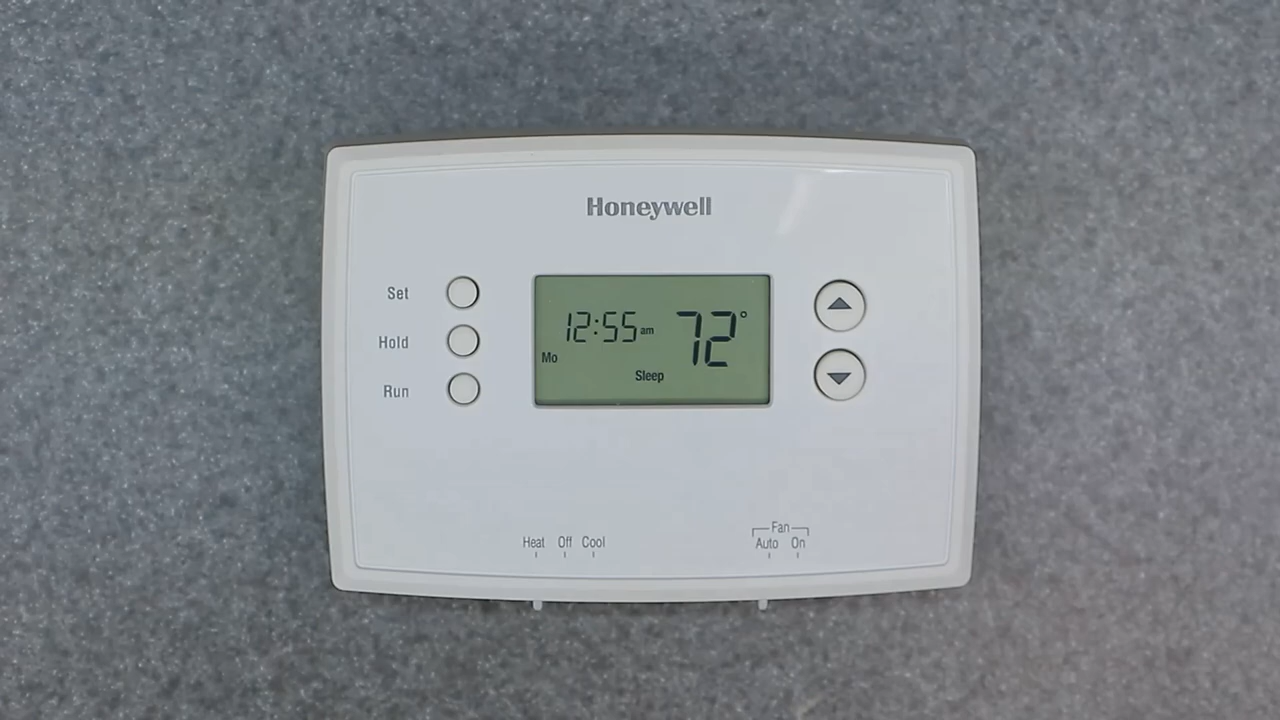 Honeywell
Set
Hold
Run
12:55 am 72°
Mo
Sleep
Heat Off Cool
Fan
Auto On